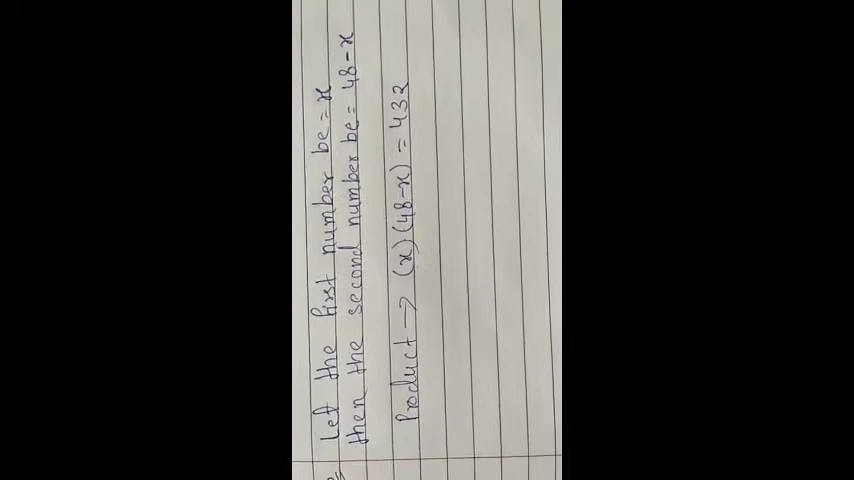 Let the first number be = x
then the second number be = 48-x
Product → (x)(48-x) = 432